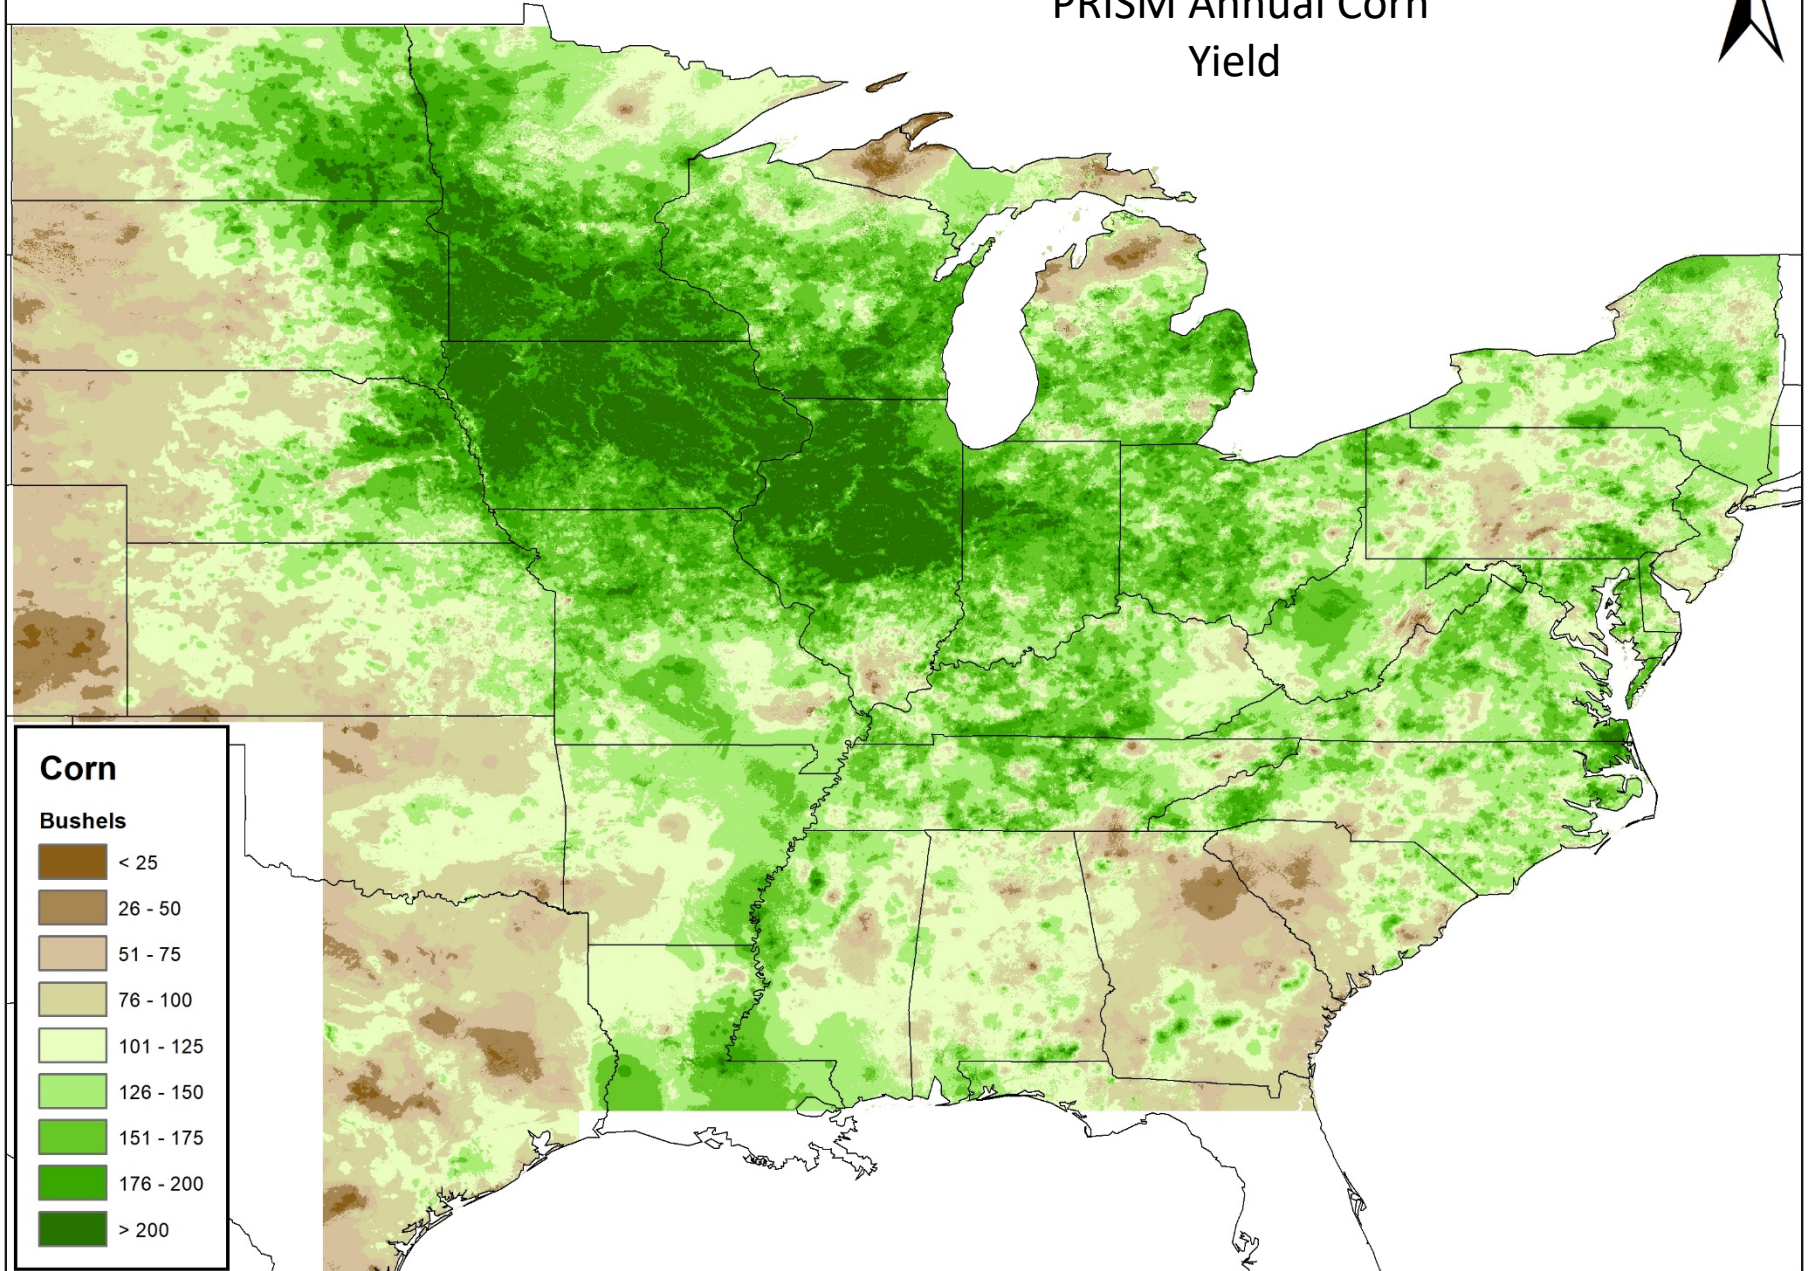 PRISM Annual Corn
Yield
Corn
Bushels
< 25
26 - 50
51 - 75
76 - 100
101 - 125
126 - 150
151 - 175
176 - 200
> 200